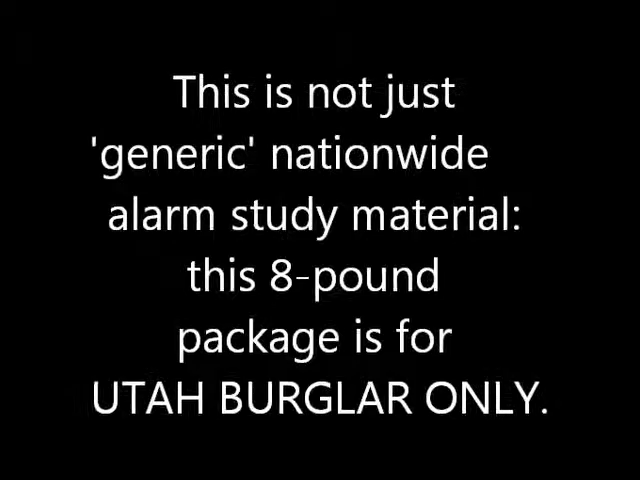 This is not just
'generic' nationwide
alarm study material:
this 8-pound
package is for
UTAH BURGLAR ONLY.